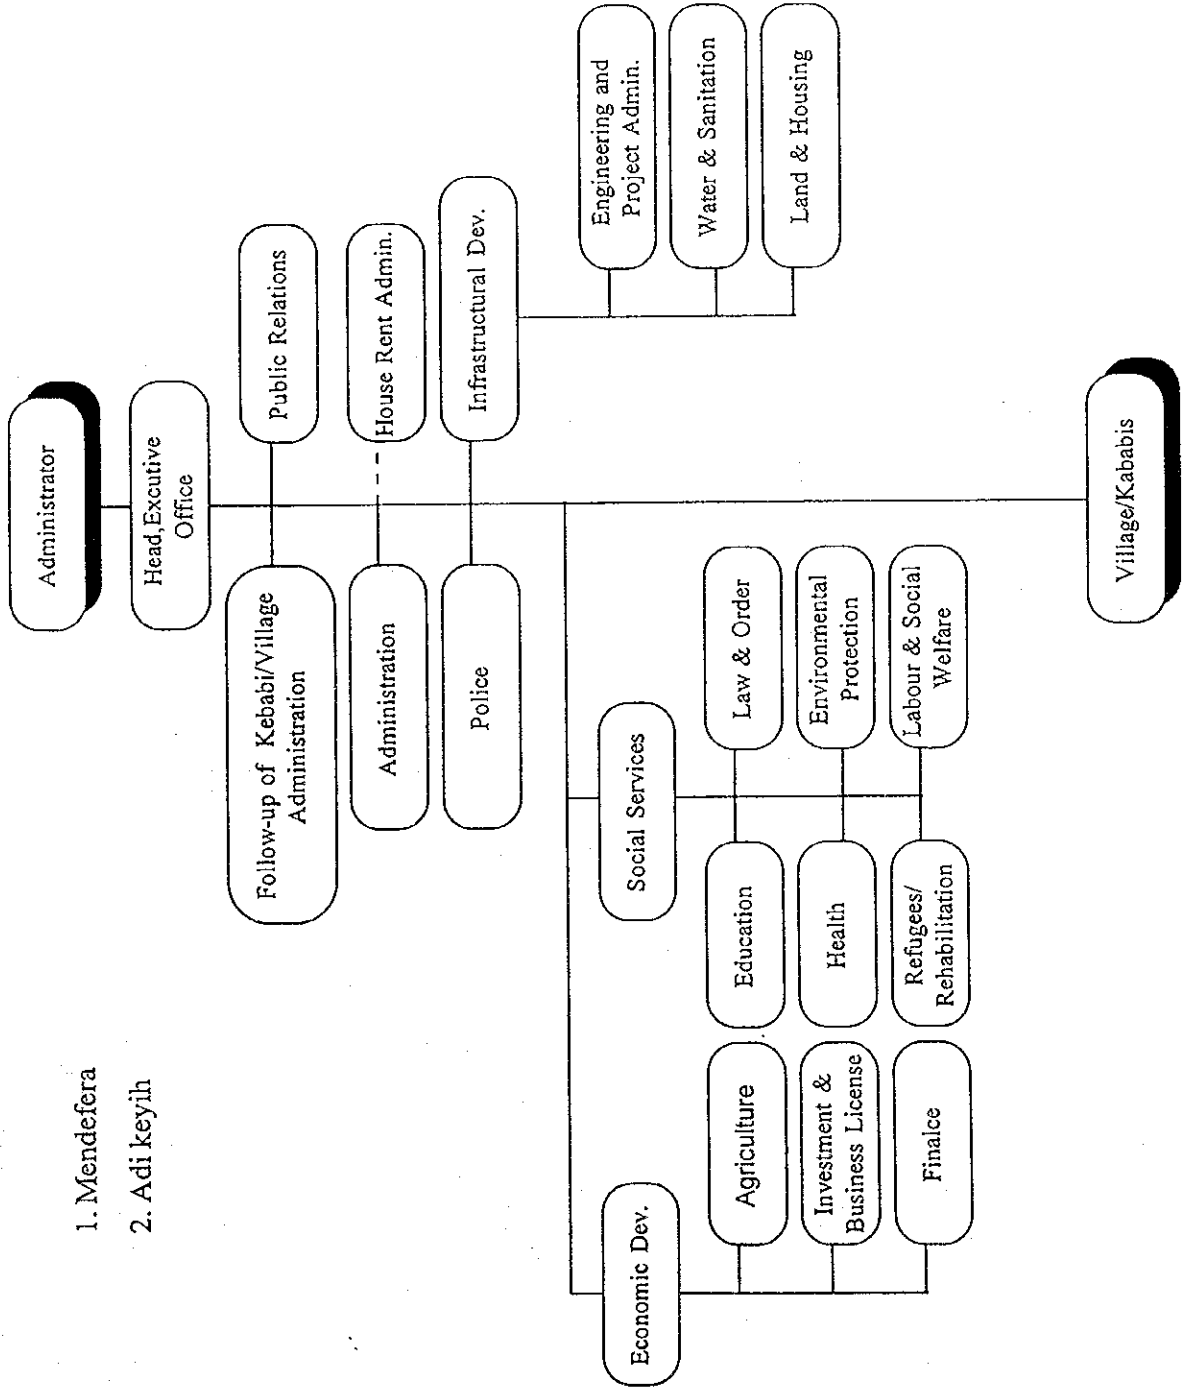 1. Mendefera
2. Adi keyih
Administrator
Head,Excutive
Office
Follow-up of Kebabi/Village
Administration
Public Relations
Administration
House Rent Admin.
Police
Infrastructural Dev.
Engineering and
Project Admin.
Water & Sanitation
Land & Housing
Economic Dev.
Agriculture
Investment &
Business License
Finalce
Social Services
Education
Law & Order
Health
Environmental
Protection
Refugees/
Rehabilitation
Labour & Social
Welfare
Village/Kababis